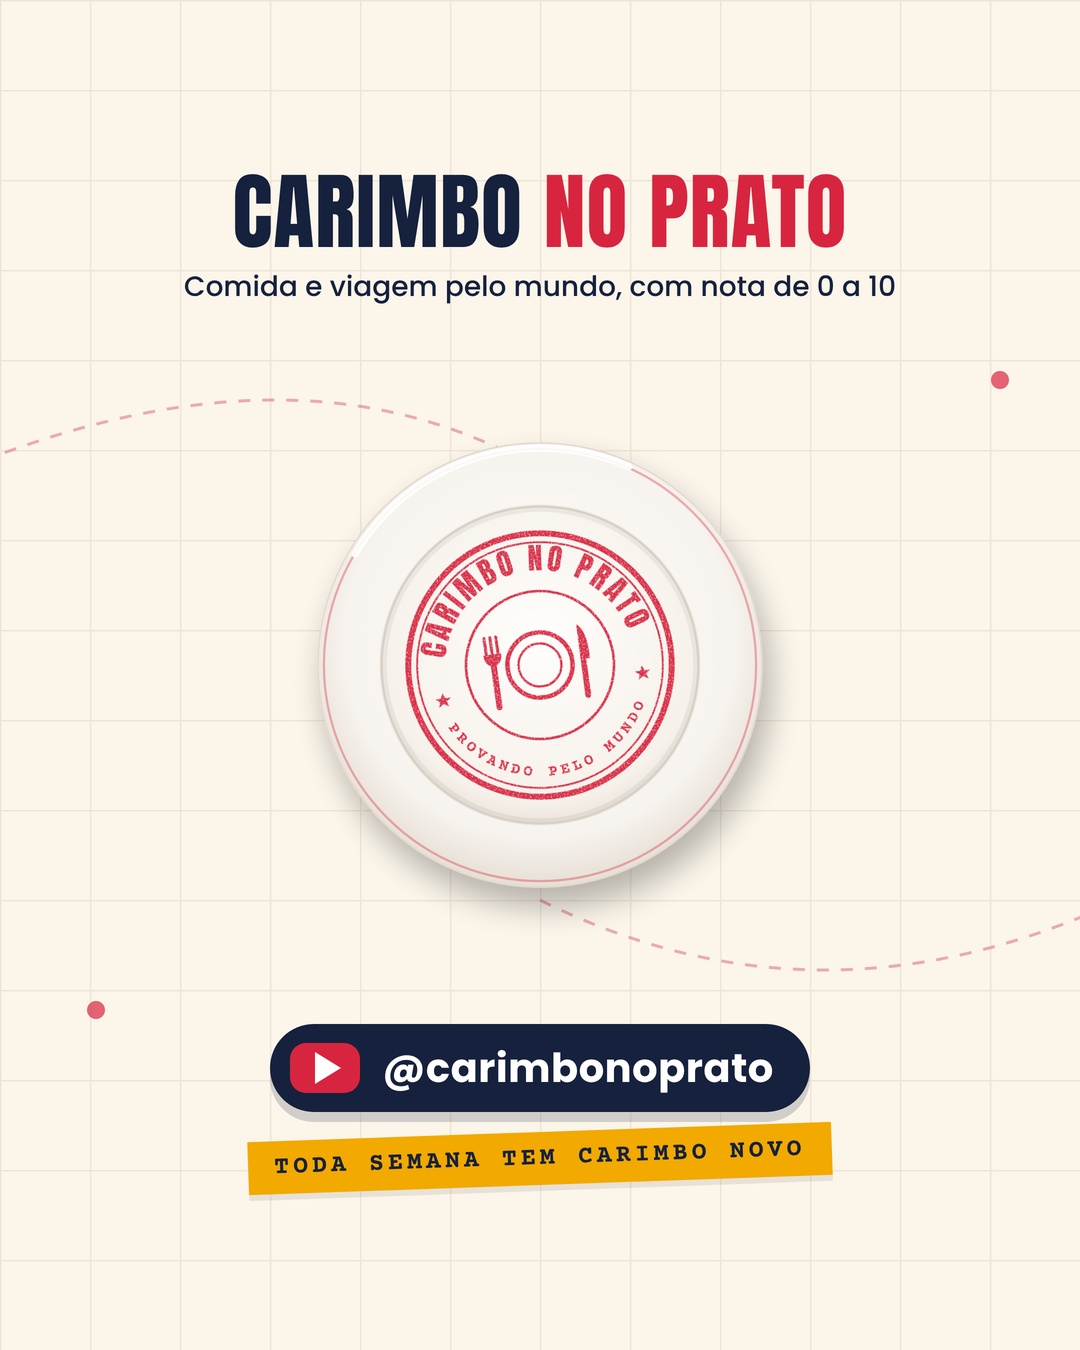 CARIMBO NO PRATO
Comida e viagem pelo mundo, com nota de 0 a 10
CARIMBO NO PRATO
★ PROVANDO PELO MUNDO ★
@carimbonoprato
TODA SEMANA TEM CARIMBO NOVO